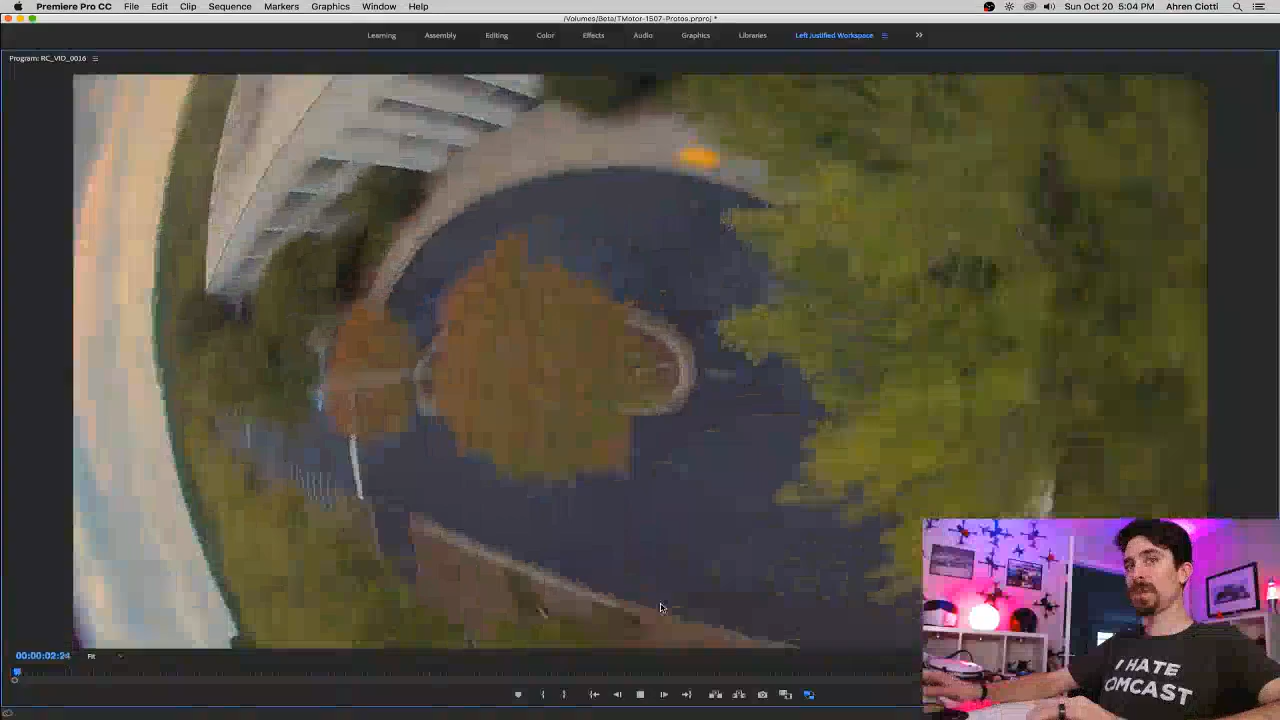 Premiere Pro CC File Edit Clip Sequence Markers Graphics Window Help Sun Oct 20 5:04 PM Ahren Ciotti
/Volumes/Beta/TMotor-1507-Protos.prproj *
Learning Assembly Editing Color Effects Audio Graphics Libraries Left Justified Workspace
Program: RC_VID_0016
00:00:02:24 Fit
I HATE
OMCAST